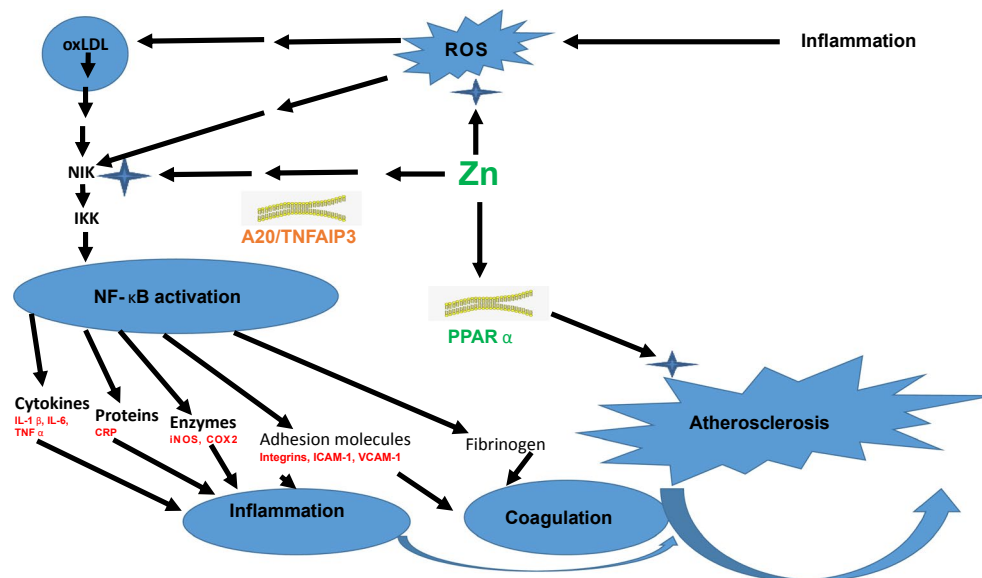 oxLDL
ROS
Inflammation
NIK
Zn
IKK
A20/TNFAIP3
NF-κB activation
PPAR α
Cytokines
IL-1 β, IL-6,
TNF α
Proteins
CRP
Enzymes
iNOS, COX2
Adhesion molecules
Integrins, ICAM-1, VCAM-1
Fibrinogen
Atherosclerosis
Inflammation
Coagulation